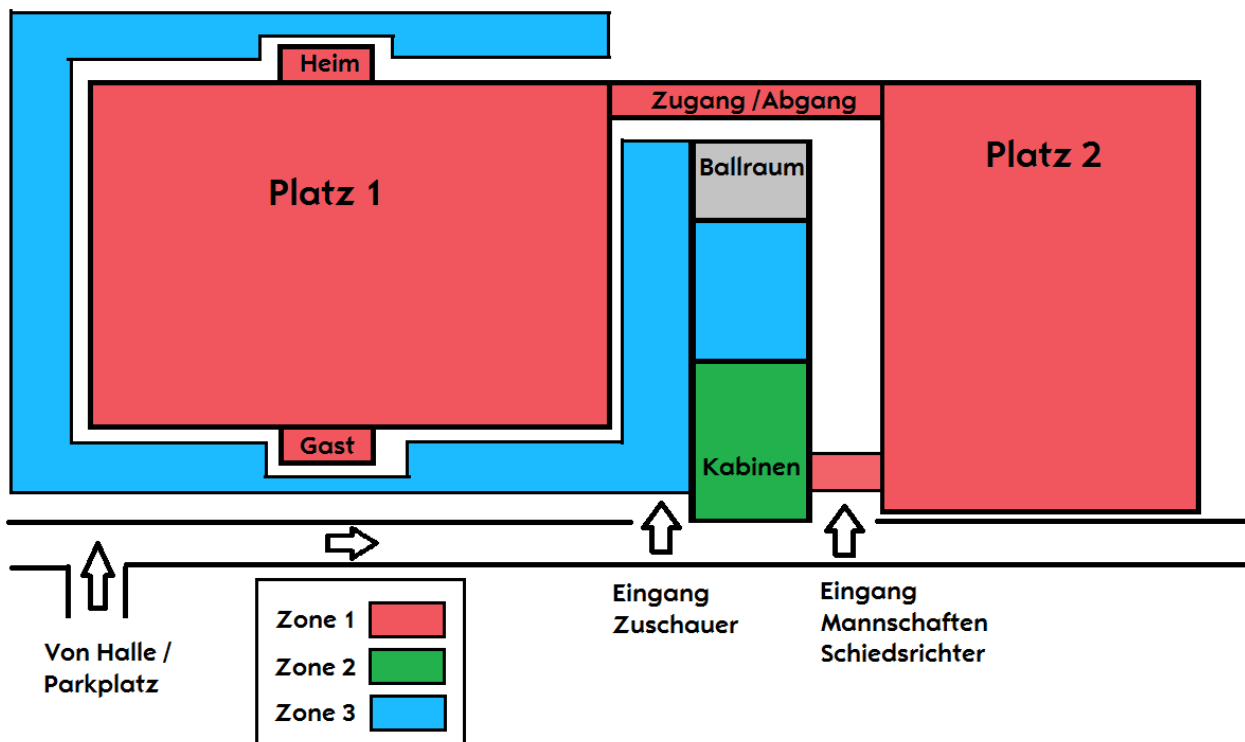 Heim
Zugang /Abgang
Platz 1
Ballraum
Platz 2
Gast
Kabinen
Eingang
Zuschauer
Eingang
Mannschaften
Schiedsrichter
Von Halle /
Parkplatz
Zone 1
Zone 2
Zone 3